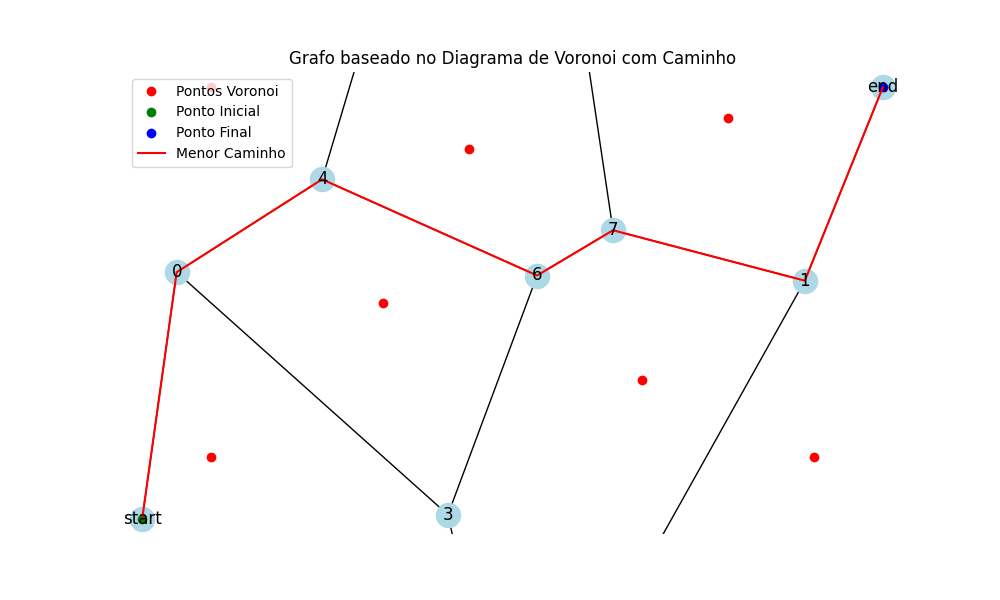 Grafo baseado no Diagrama de Voronoi com Caminho
Pontos Voronoi
Ponto Inicial
Ponto Final
Menor Caminho
end
4
7
0
6
1
3
start